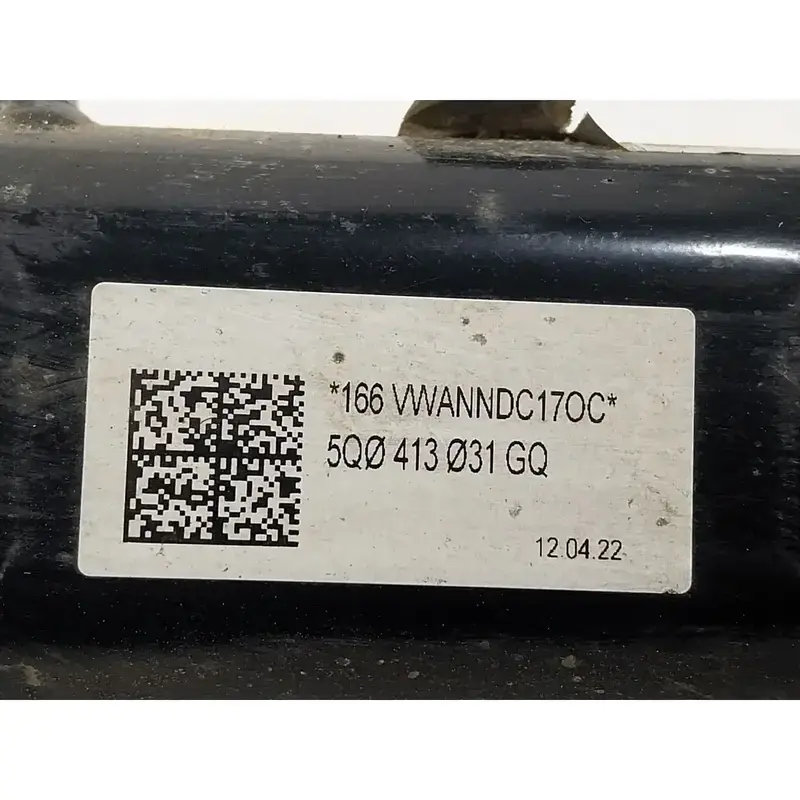 *166 VWANNDC17OC*
5QØ 413 Ø31 GQ
12.04.22